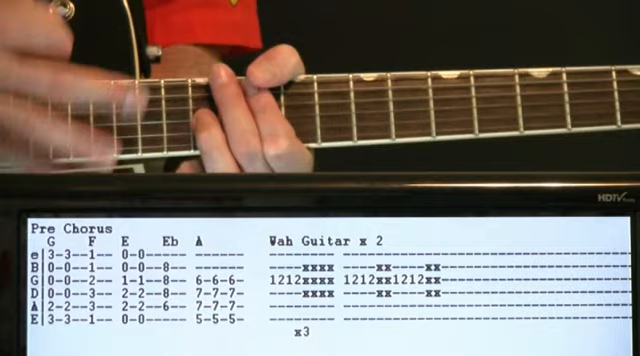 HDTV
Pre Chorus
G F E Eb A Wah Guitar x 2
e|3-3--1-- 0-0------ ------ --------- ---------------
B|0-0--1-- 0-0---8-- ------ -----xxxx ----xx----xx---
G|0-0--2-- 1-1---8-- 6-6-6- 1212xxxx 1212xx1212xx---
D|0-0--3-- 2-2---8-- 7-7-7- -----xxxx ----xx----xx---
A|2-2--3-- 2-2---6-- 7-7-7- --------- ---------------
E|3-3--1-- 0-0------ 5-5-5- --------- ---------------
x3